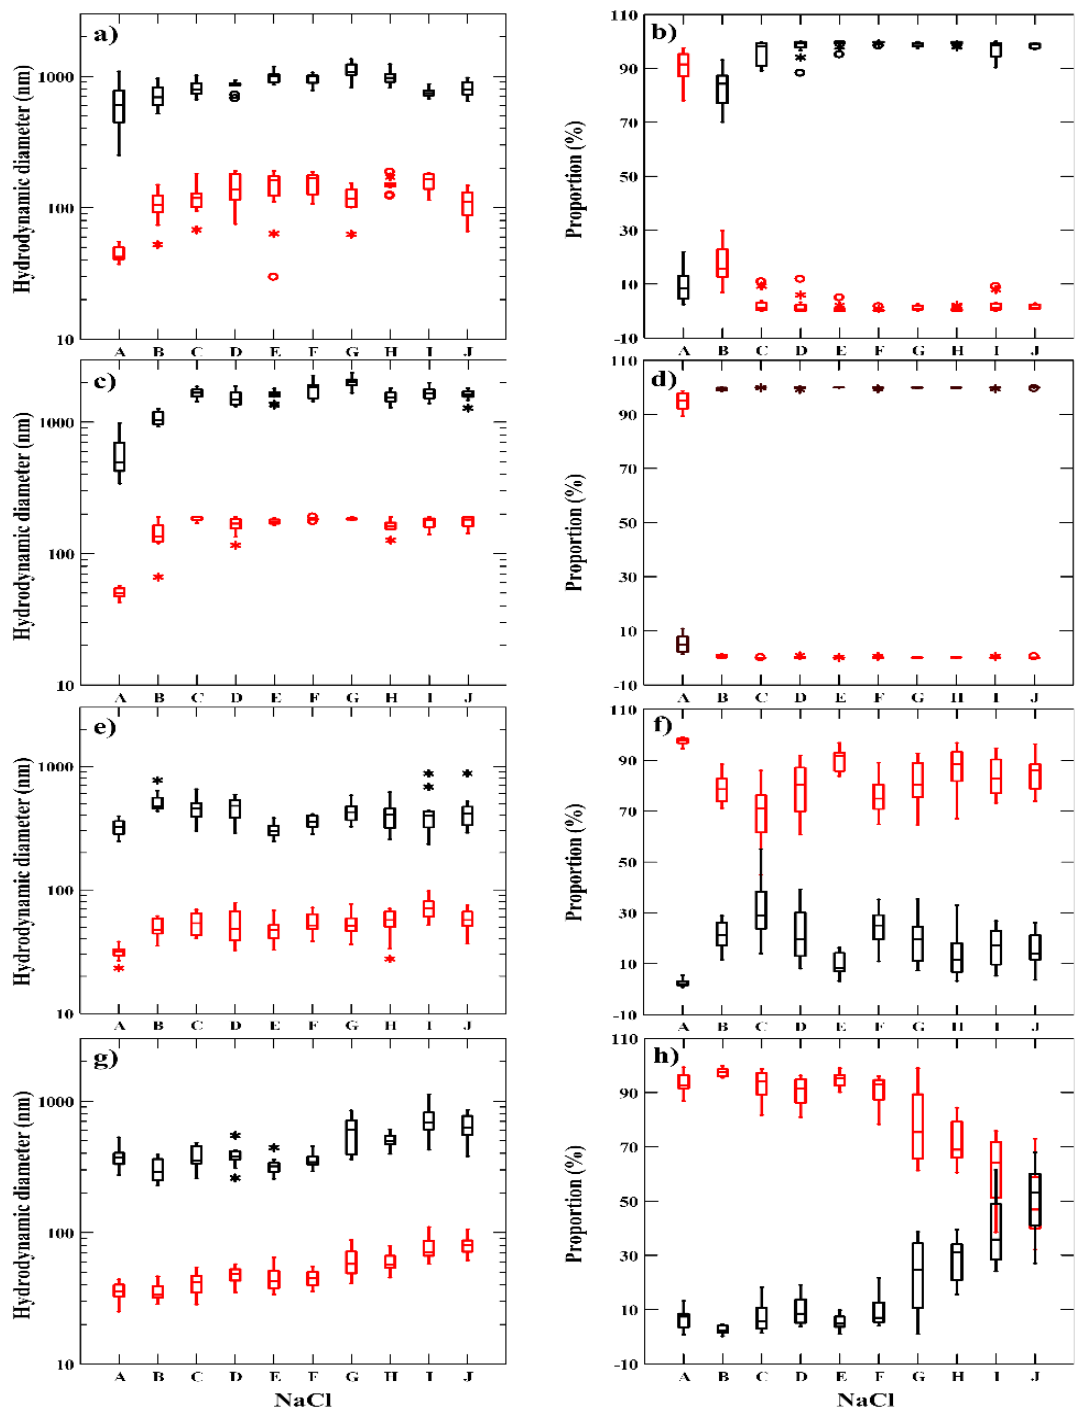 a)
Hydrodynamic diameter (nm)
1000
100
10
A B C D E F G H I J
b)
Proportion (%)
110
90
70
50
30
10
-10
A B C D E F G H I J
c)
Hydrodynamic diameter (nm)
1000
100
10
A B C D E F G H I J
d)
Proportion (%)
110
90
70
50
30
10
-10
A B C D E F G H I J
e)
Hydrodynamic diameter (nm)
1000
100
10
A B C D E F G H I J
f)
Proportion (%)
110
90
70
50
30
10
-10
A B C D E F G H I J
g)
Hydrodynamic diameter (nm)
1000
100
10
A B C D E F G H I J
NaCl
h)
Proportion (%)
110
90
70
50
30
10
-10
A B C D E F G H I J
NaCl